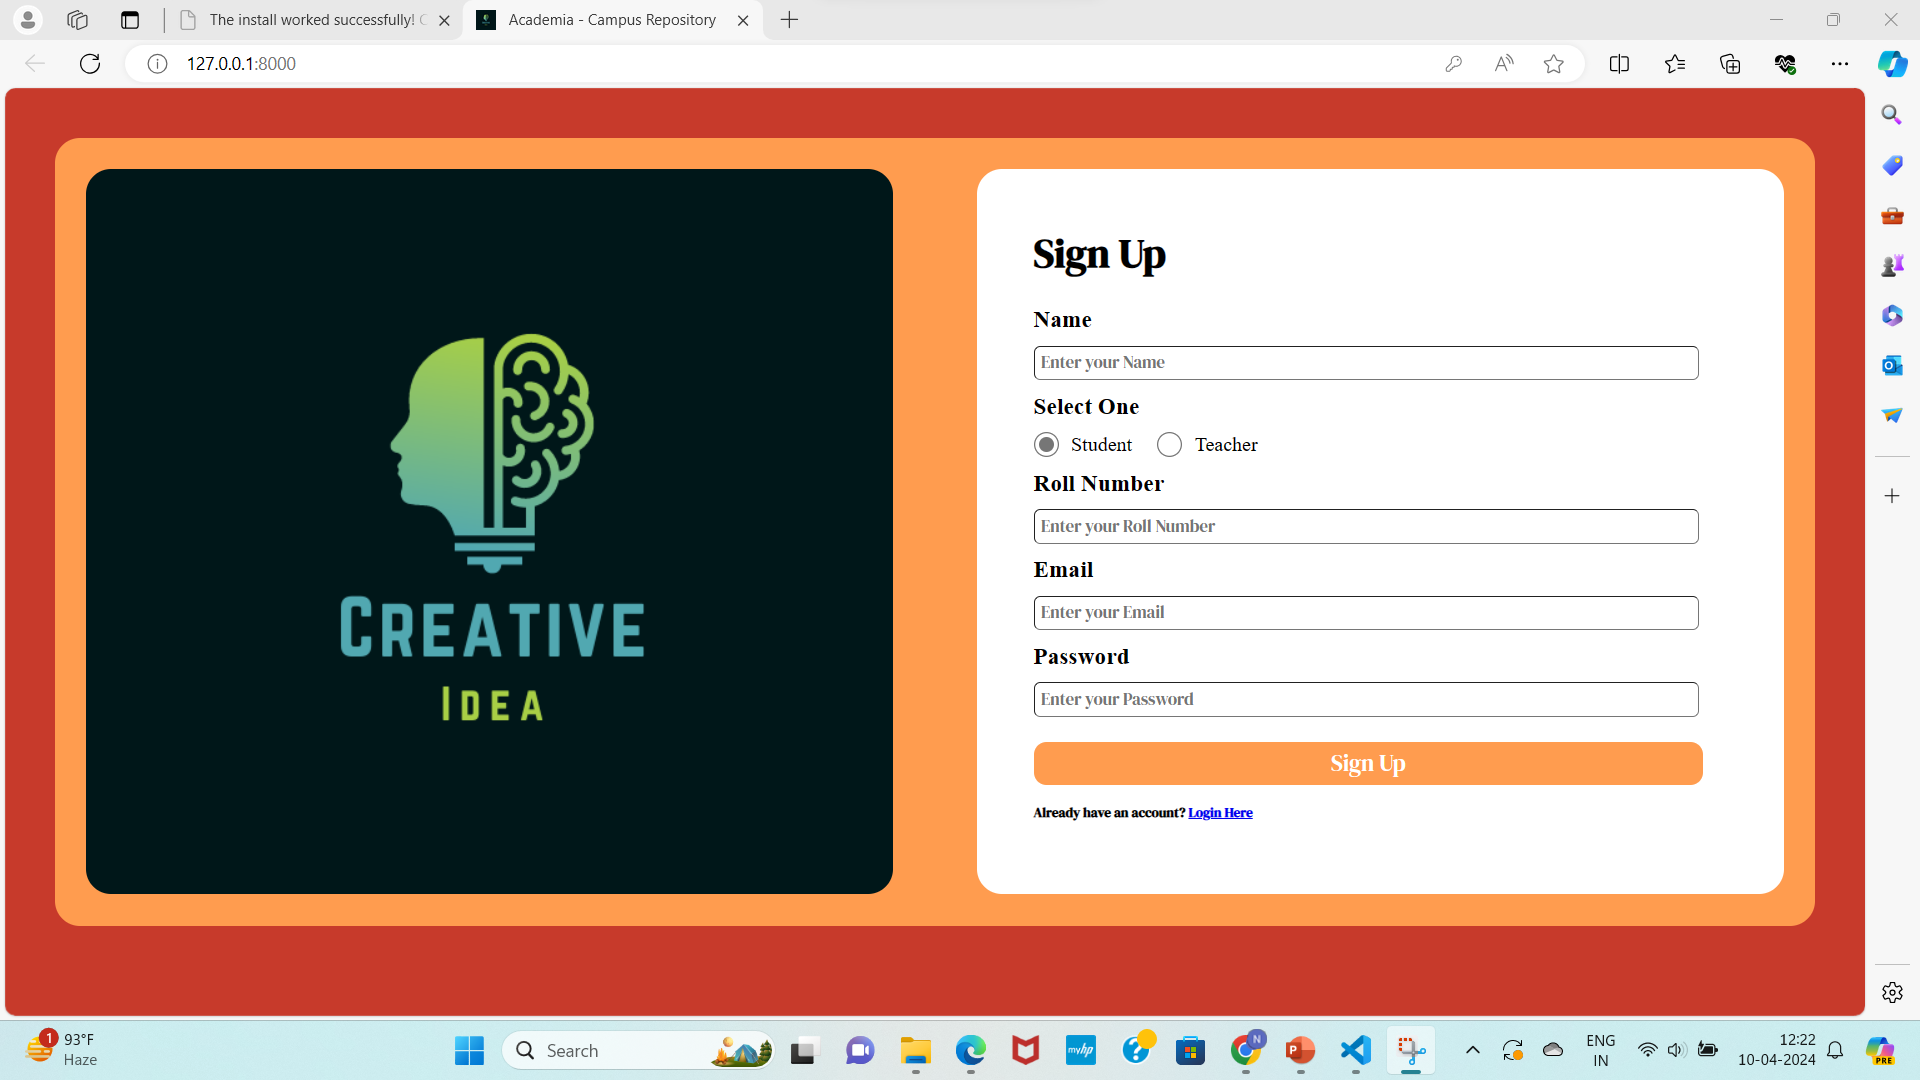 The install worked successfully!
Academia - Campus Repository
127.0.0.1:8000
Sign Up
Name
Enter your Name
Select One
Student Teacher
Roll Number
Enter your Roll Number
Email
Enter your Email
Password
Enter your Password
Sign Up
Already have an account? Login Here
CREATIVE
IDEA
1
93°F
Haze
Search
myhp
N
P
ENG
IN
12:22
10-04-2024
PRE